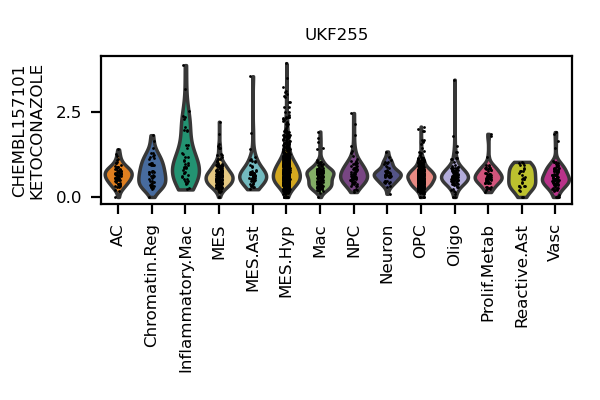 UKF255
CHEMBL157101
KETOCONAZOLE
2.5
0.0
AC
Chromatin.Reg
Inflammatory.Mac
MES
MES.Ast
MES.Hyp
Mac
NPC
Neuron
OPC
Oligo
Prolif.Metab
Reactive.Ast
Vasc